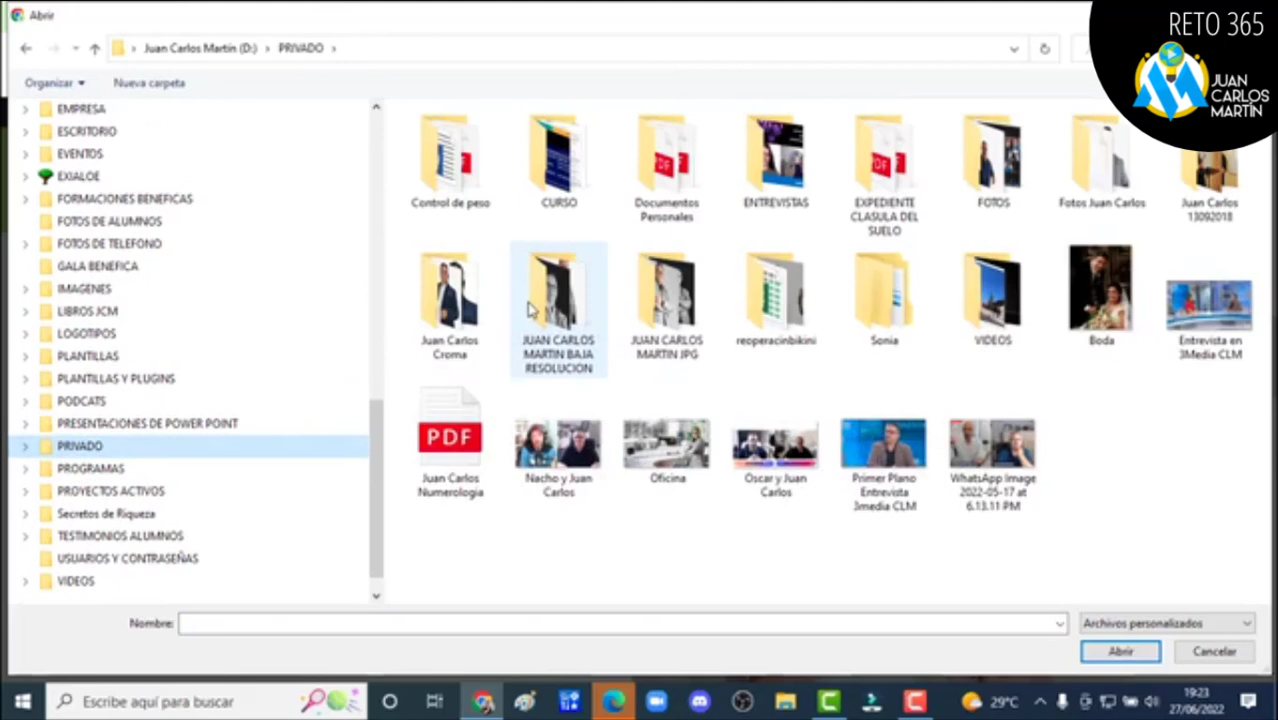 Abrir
RETO 365
JUAN
CARLOS
MARTÍN
Juan Carlos Martin (D:) › PRIVADO ›
Organizar
Nueva carpeta
EMPRESA
ESCRITORIO
EVENTOS
EXIALOE
FORMACIONES BENEFICAS
FOTOS DE ALUMNOS
FOTOS DE TELEFONO
GALA BENEFICA
IMAGENES
LIBROS JCM
LOGOTIPOS
PLANTILLAS
PLANTILLAS Y PLUGINS
PODCATS
PRESENTACIONES DE POWER POINT
PRIVADO
PROGRAMAS
PROYECTOS ACTIVOS
Secretos de Riqueza
TESTIMONIO ALUMNOS
USUARIOS Y CONTRASEÑAS
VIDEOS
PDF
PDF
Control de peso
CURSO
Documentos
Personales
ENTREVISTAS
EXPEDIENTE
CLASULA DEL
SUELO
FOTOS
Fotos Juan Carlos
Juan Carlos
13092018
Juan Carlos
Croma
JUAN CARLOS
MARTIN BAJA
RESOLUCION
JUAN CARLOS
MARTIN JPG
reoperacinbikini
Sonia
VIDEOS
Boda
Entrevista en
3Media CLM
PDF
Juan Carlos
Numerologia
Nacho y Juan
Carlos
Oficina
Oscar y Juan
Carlos
Primer Plano
Entrevista
3media CLM
WhatsApp Image
2022-05-17 at
6.13.11 PM
Nombre:
Archivos personalizados
Abrir
Cancelar
Escribe aquí para buscar
29°C
19:23
27/06/2022